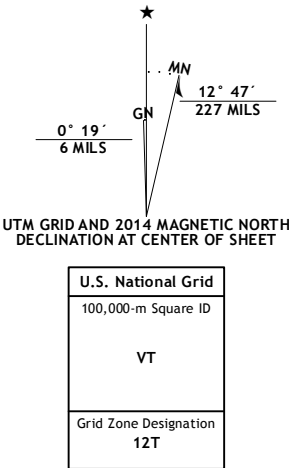 ★
MN
GN
12° 47´
227 MILS
0° 19´
6 MILS
UTM GRID AND 2014 MAGNETIC NORTH
DECLINATION AT CENTER OF SHEET
U.S. National Grid
100,000-m Square ID
VT
Grid Zone Designation
12T